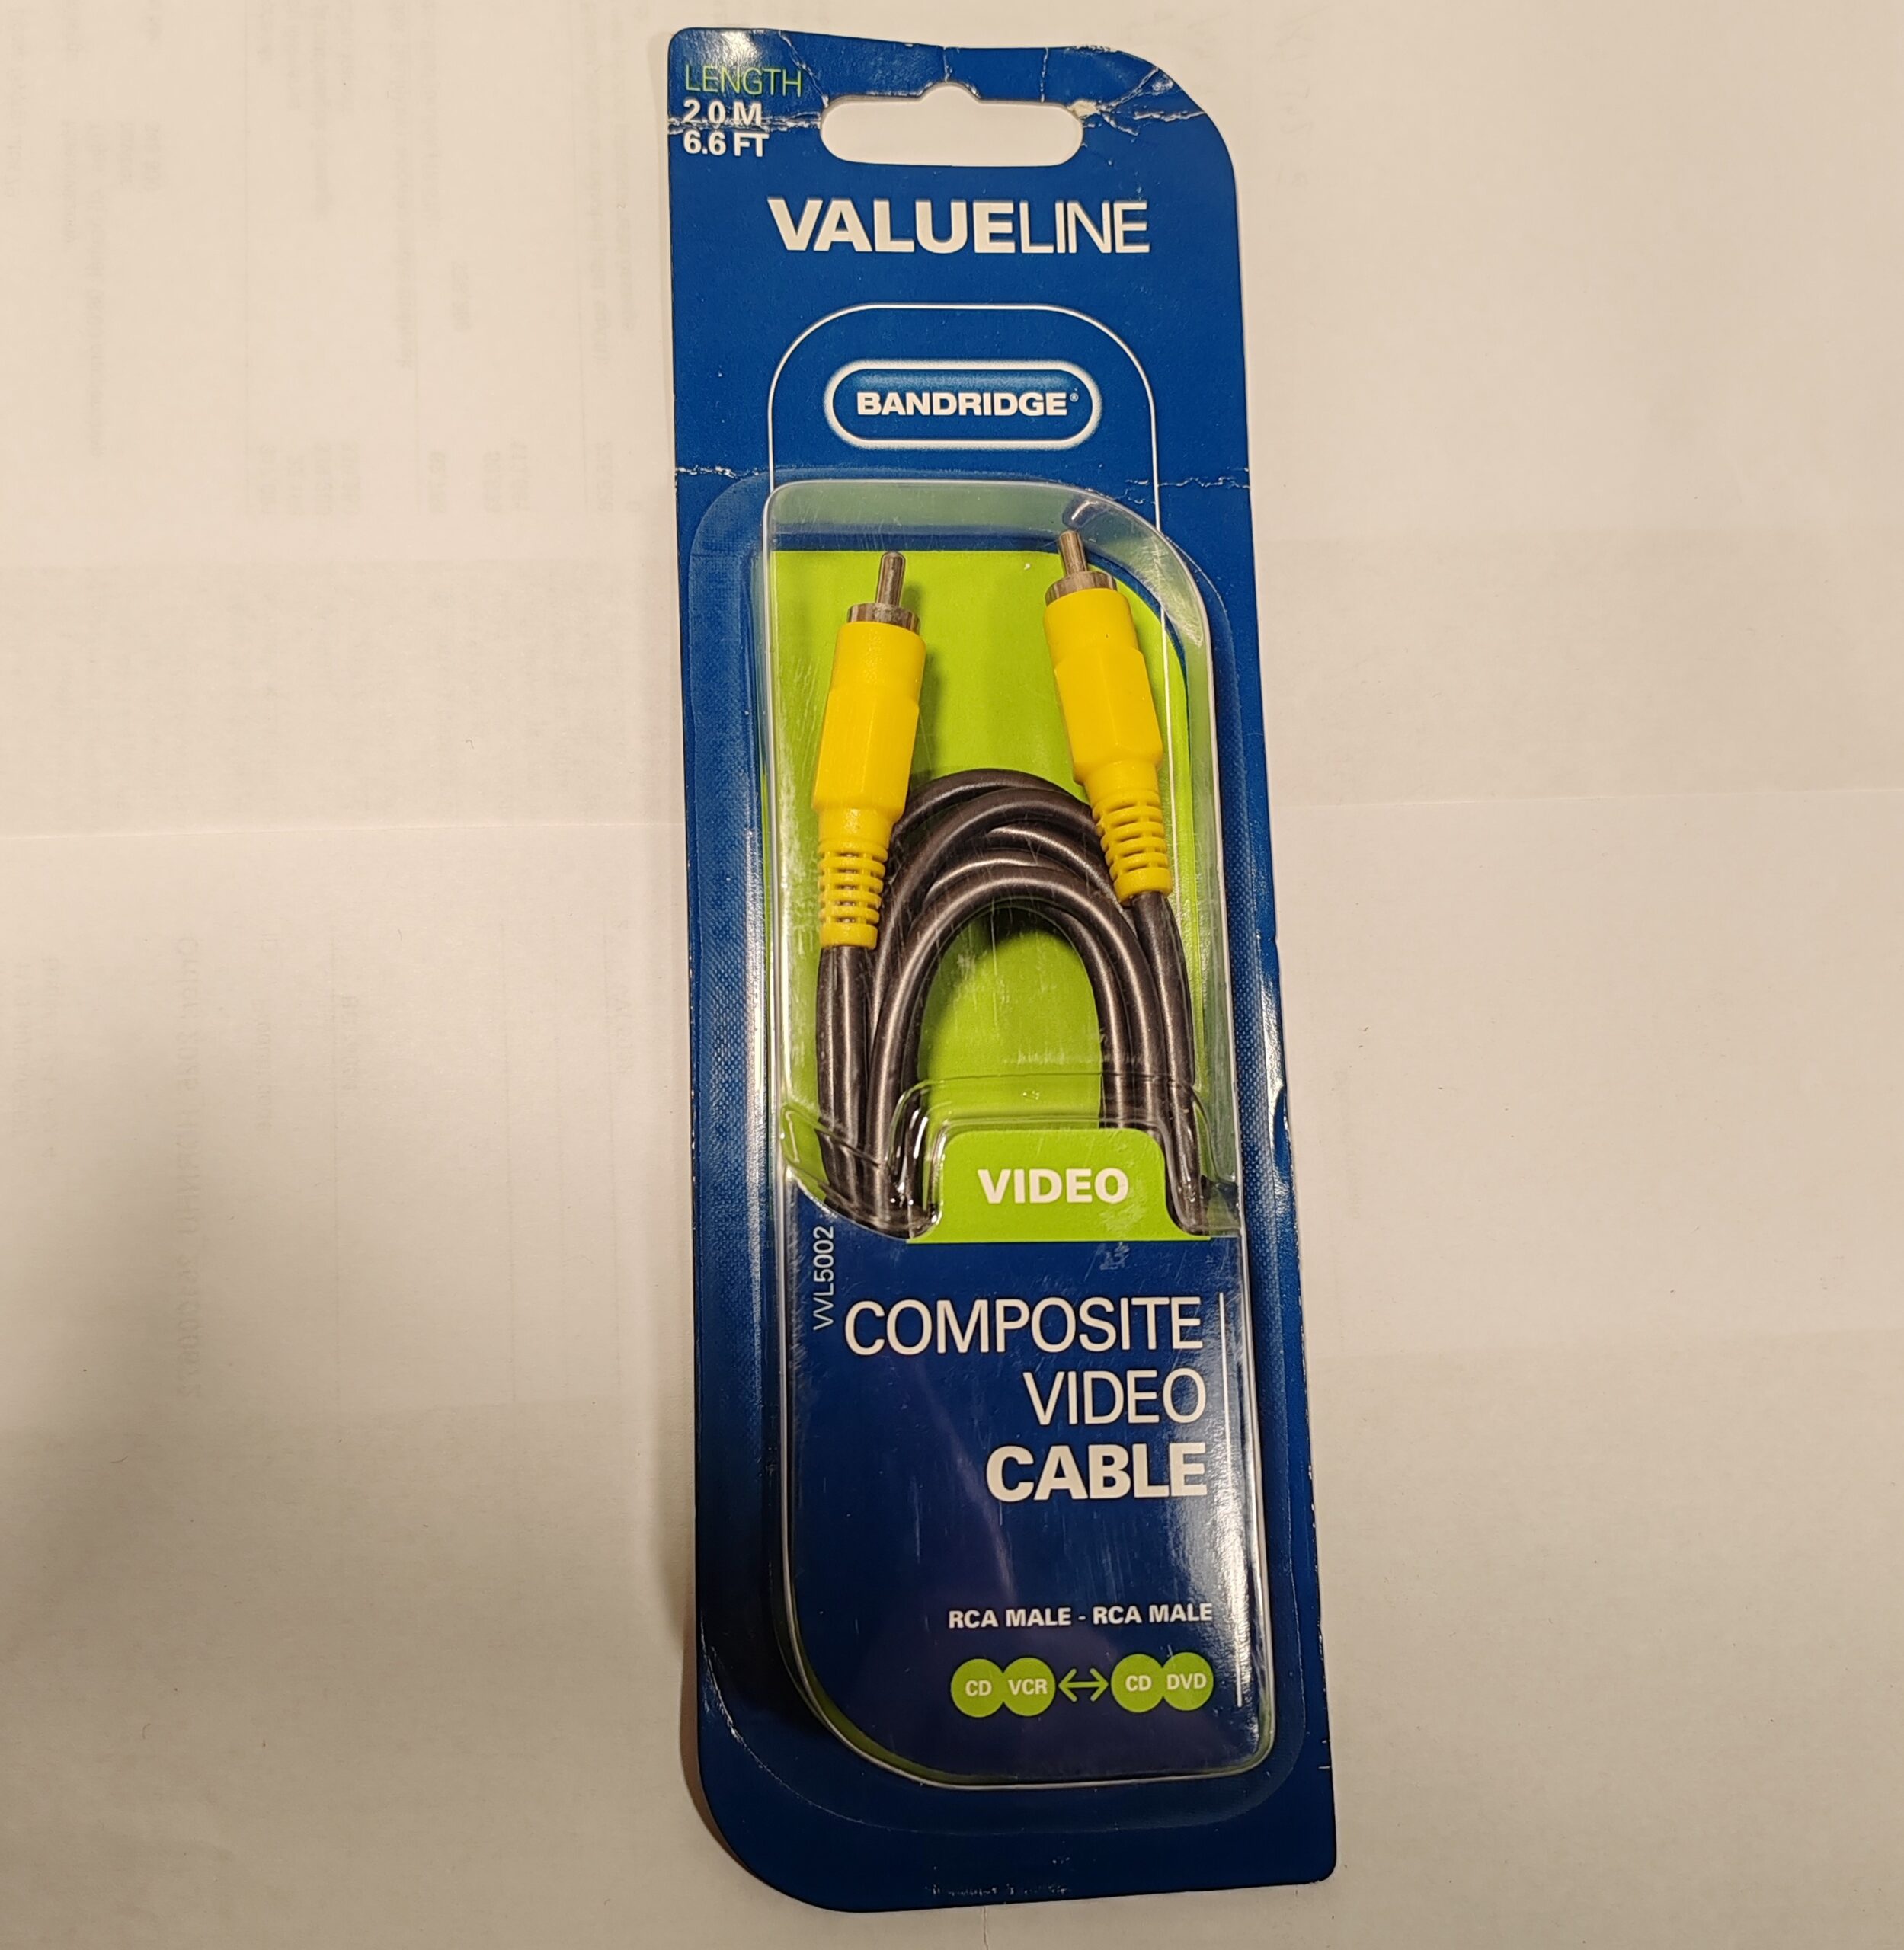 LENGTH
2.0 M
6.6 FT
VALUELINE
BANDRIDGE®
VIDEO
VVL5002
COMPOSITE
VIDEO
CABLE
RCA MALE - RCA MALE
CD VCR ↔ CD DVD